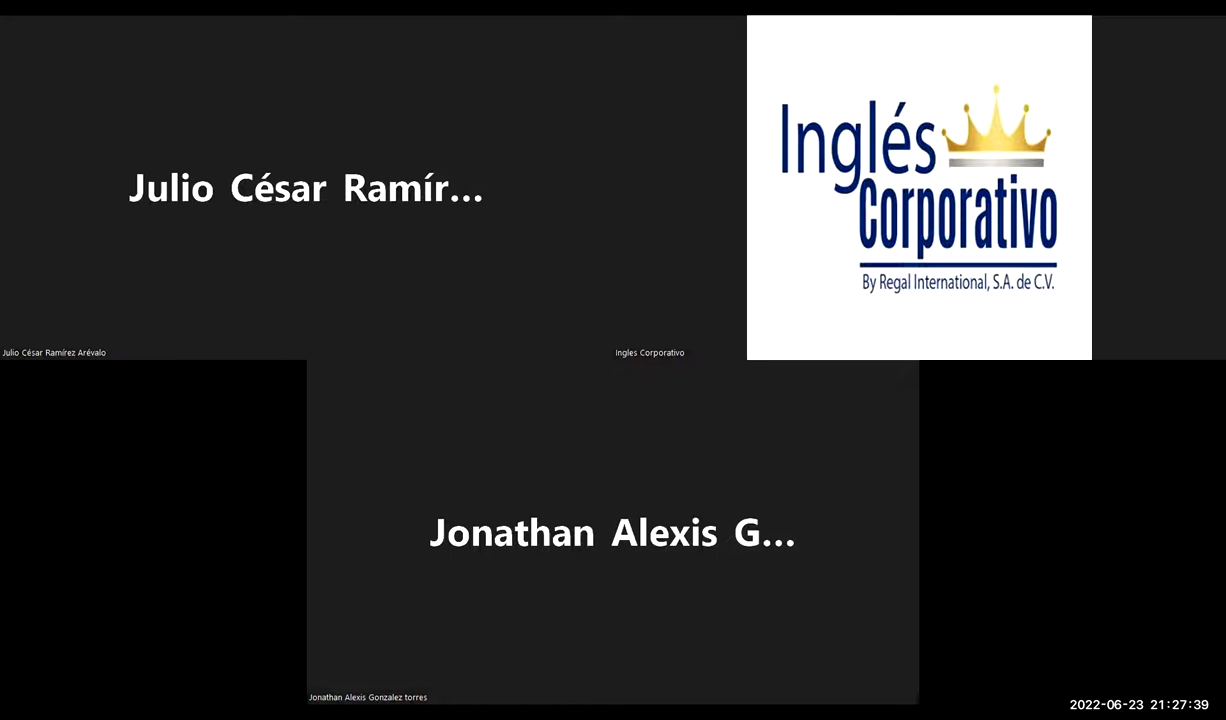 Julio César Ramír...
Inglés
Corporativo
By Regal International, S.A. de C.V.
Julio César Ramírez Arévalo
Ingles Corporativo
Jonathan Alexis G...
Jonathan Alexis Gonzalez torres
2022-06-23 21:27:39